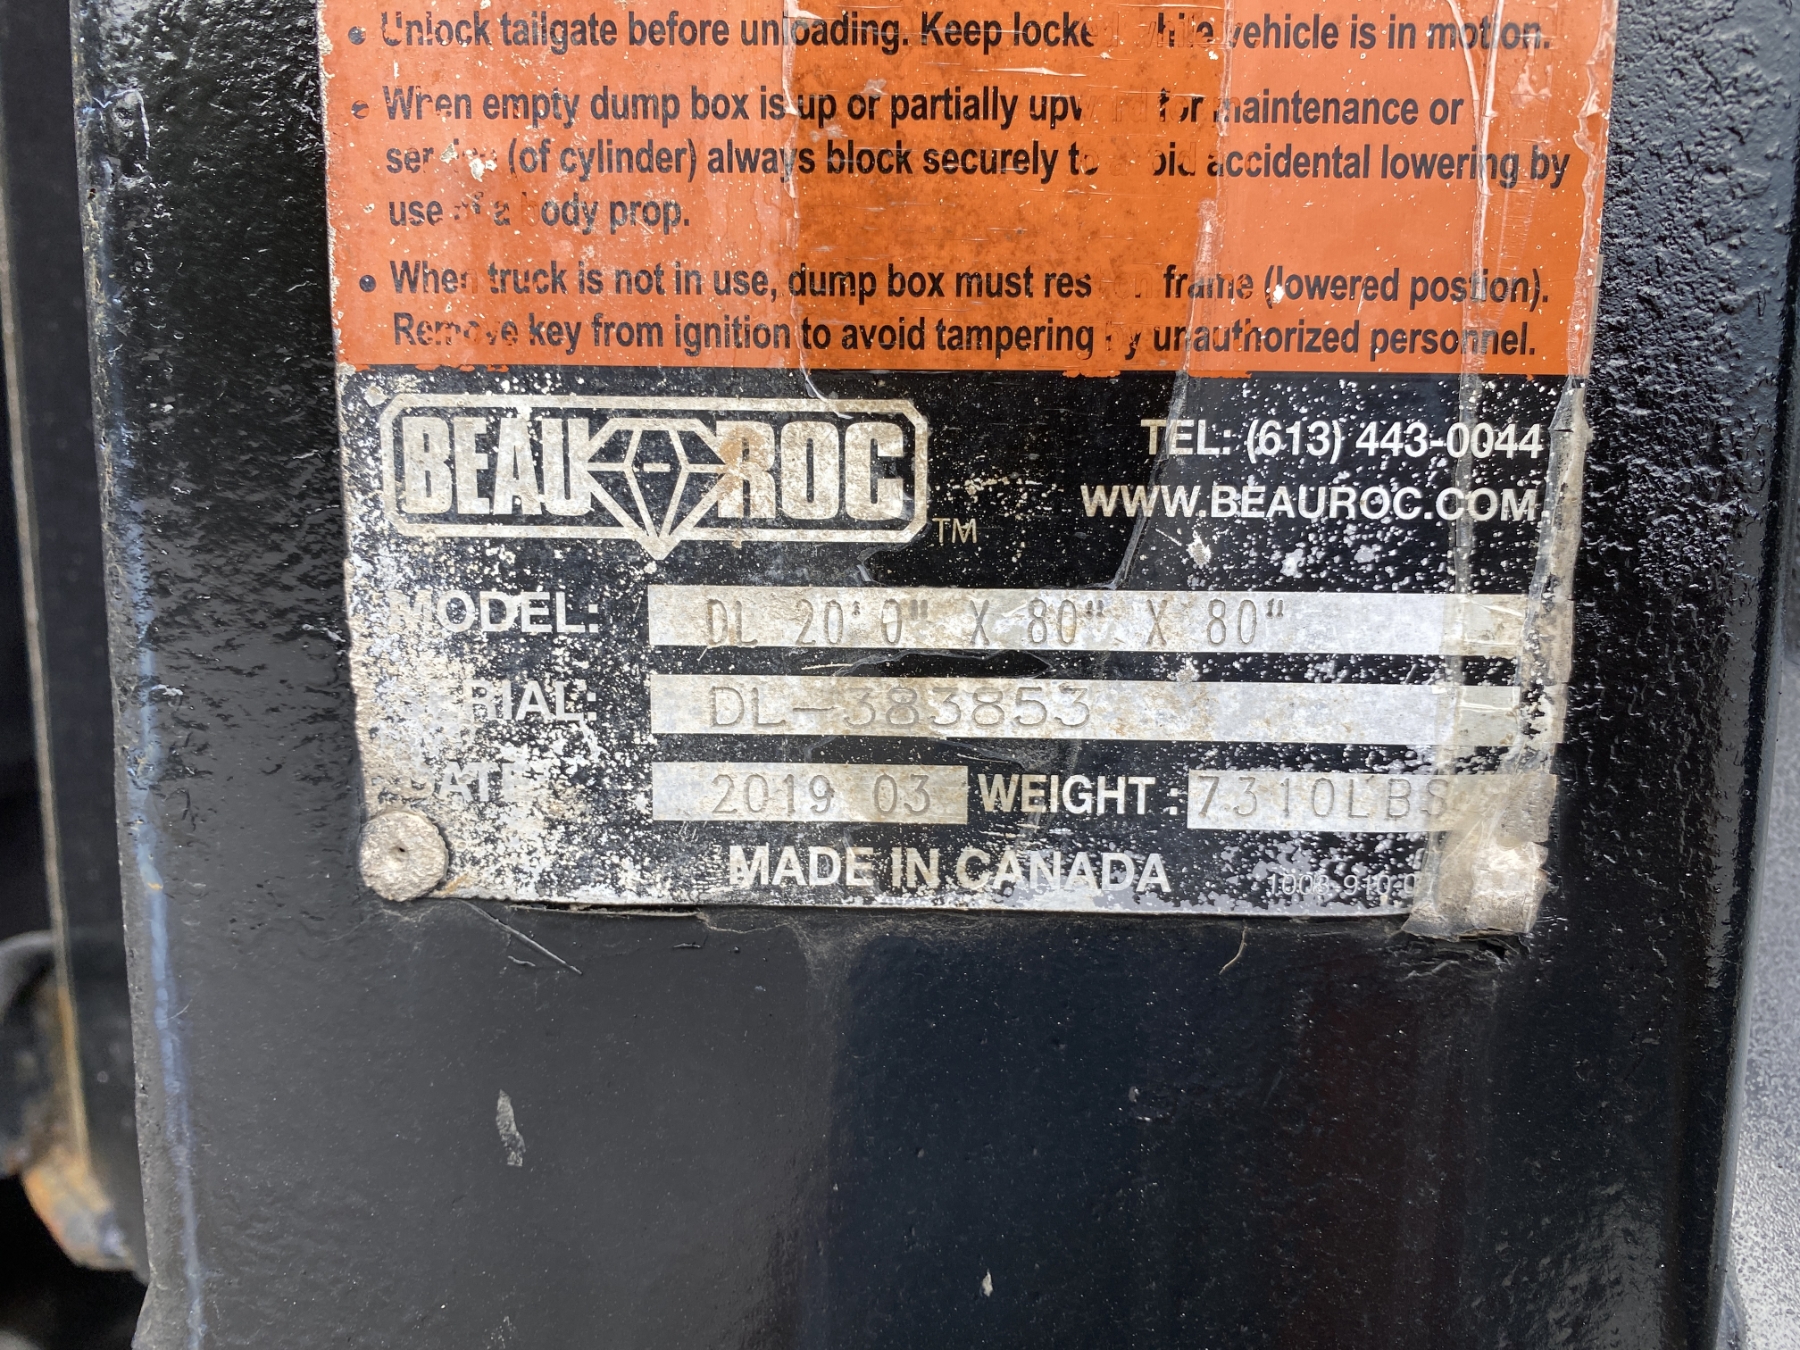 • Unlock tailgate before unloading. Keep locked while vehicle is in motion.
• When empty dump box is up or partially upward for maintenance or
(of cylinder) always block securely to avoid accidental lowering by
use of a body prop.
• When truck is not in use, dump box must rest on frame (lowered postion).
Remove key from ignition to avoid tampering by unauthorized personnel.
BEAU ROC TM
TEL: (613) 443-0044
WWW.BEAUROC.COM
MODEL: DL 20'0" X 80" X 80"
SERIAL: DL-383853
DATE 2019 03 WEIGHT: 7310LBS
MADE IN CANADA